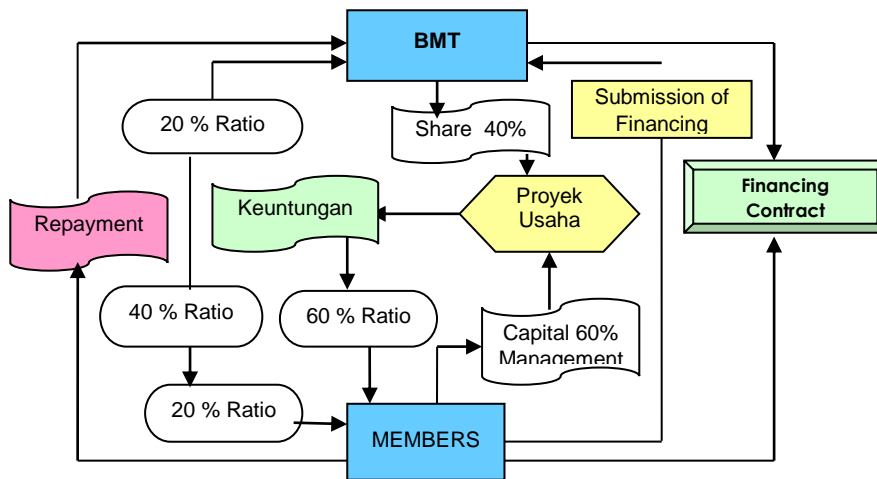 BMT
20 % Ratio
Share 40%
Submission of
Financing
Repayment
Keuntungan
Proyek
Usaha
Financing
Contract
40 % Ratio
60 % Ratio
Capital 60%
Management
20 % Ratio
MEMBERS